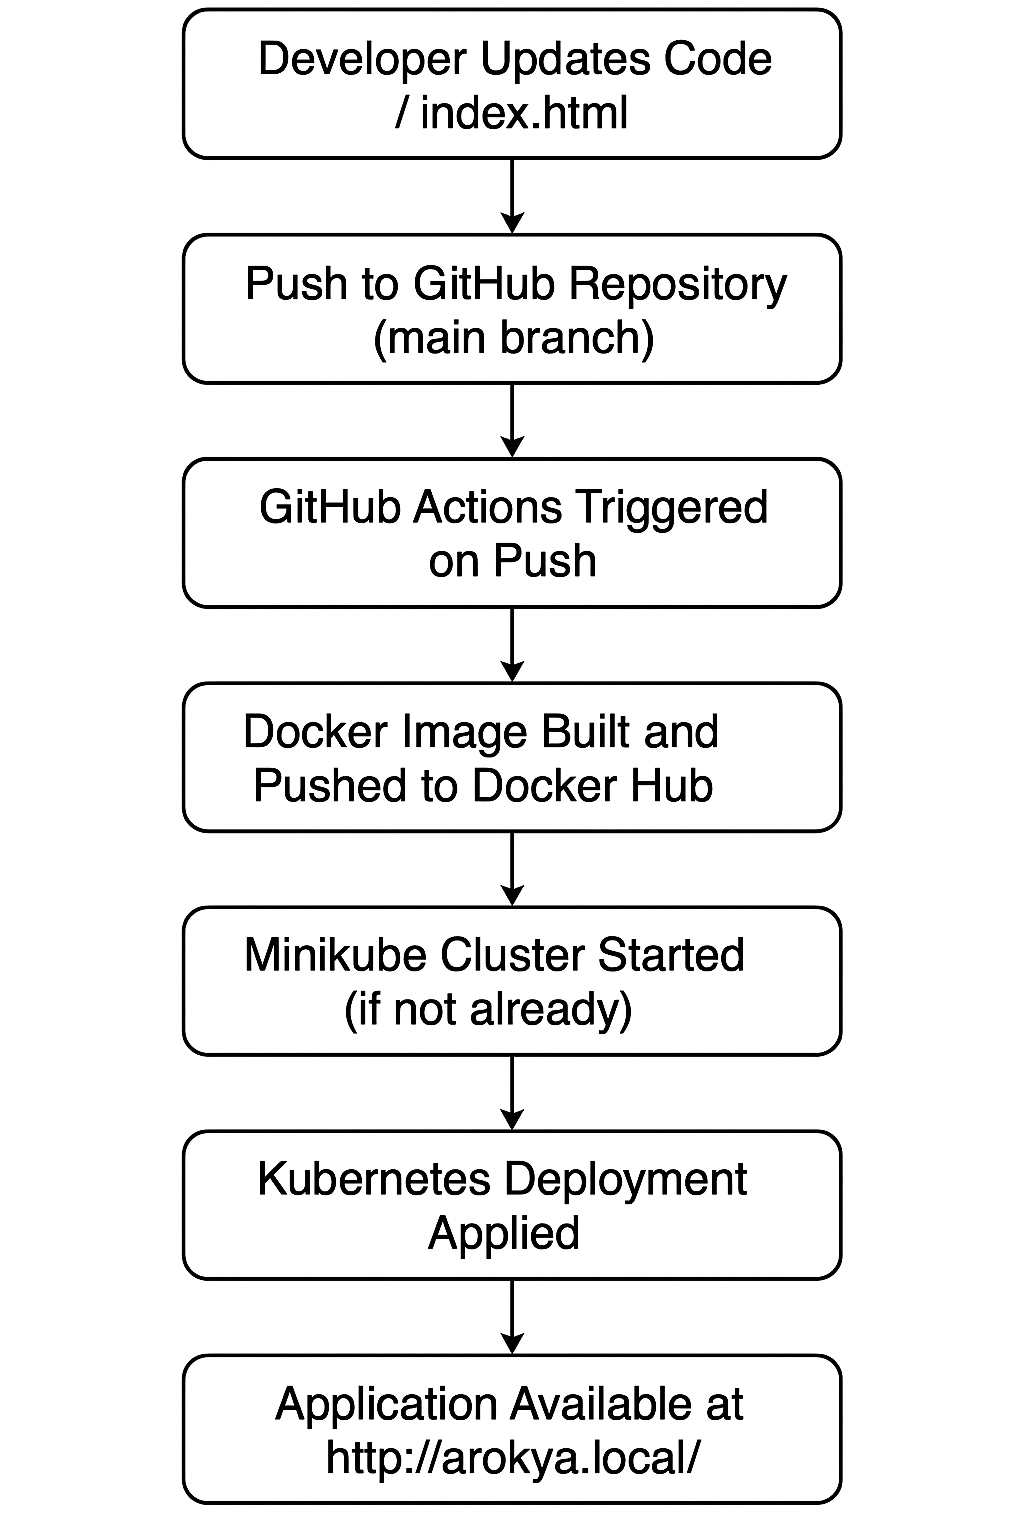 Developer Updates Code
/ index.html
Push to GitHub Repository
(main branch)
GitHub Actions Triggered
on Push
Docker Image Built and
Pushed to Docker Hub
Minikube Cluster Started
(if not already)
Kubernetes Deployment
Applied
Application Available at
http://arokya.local/